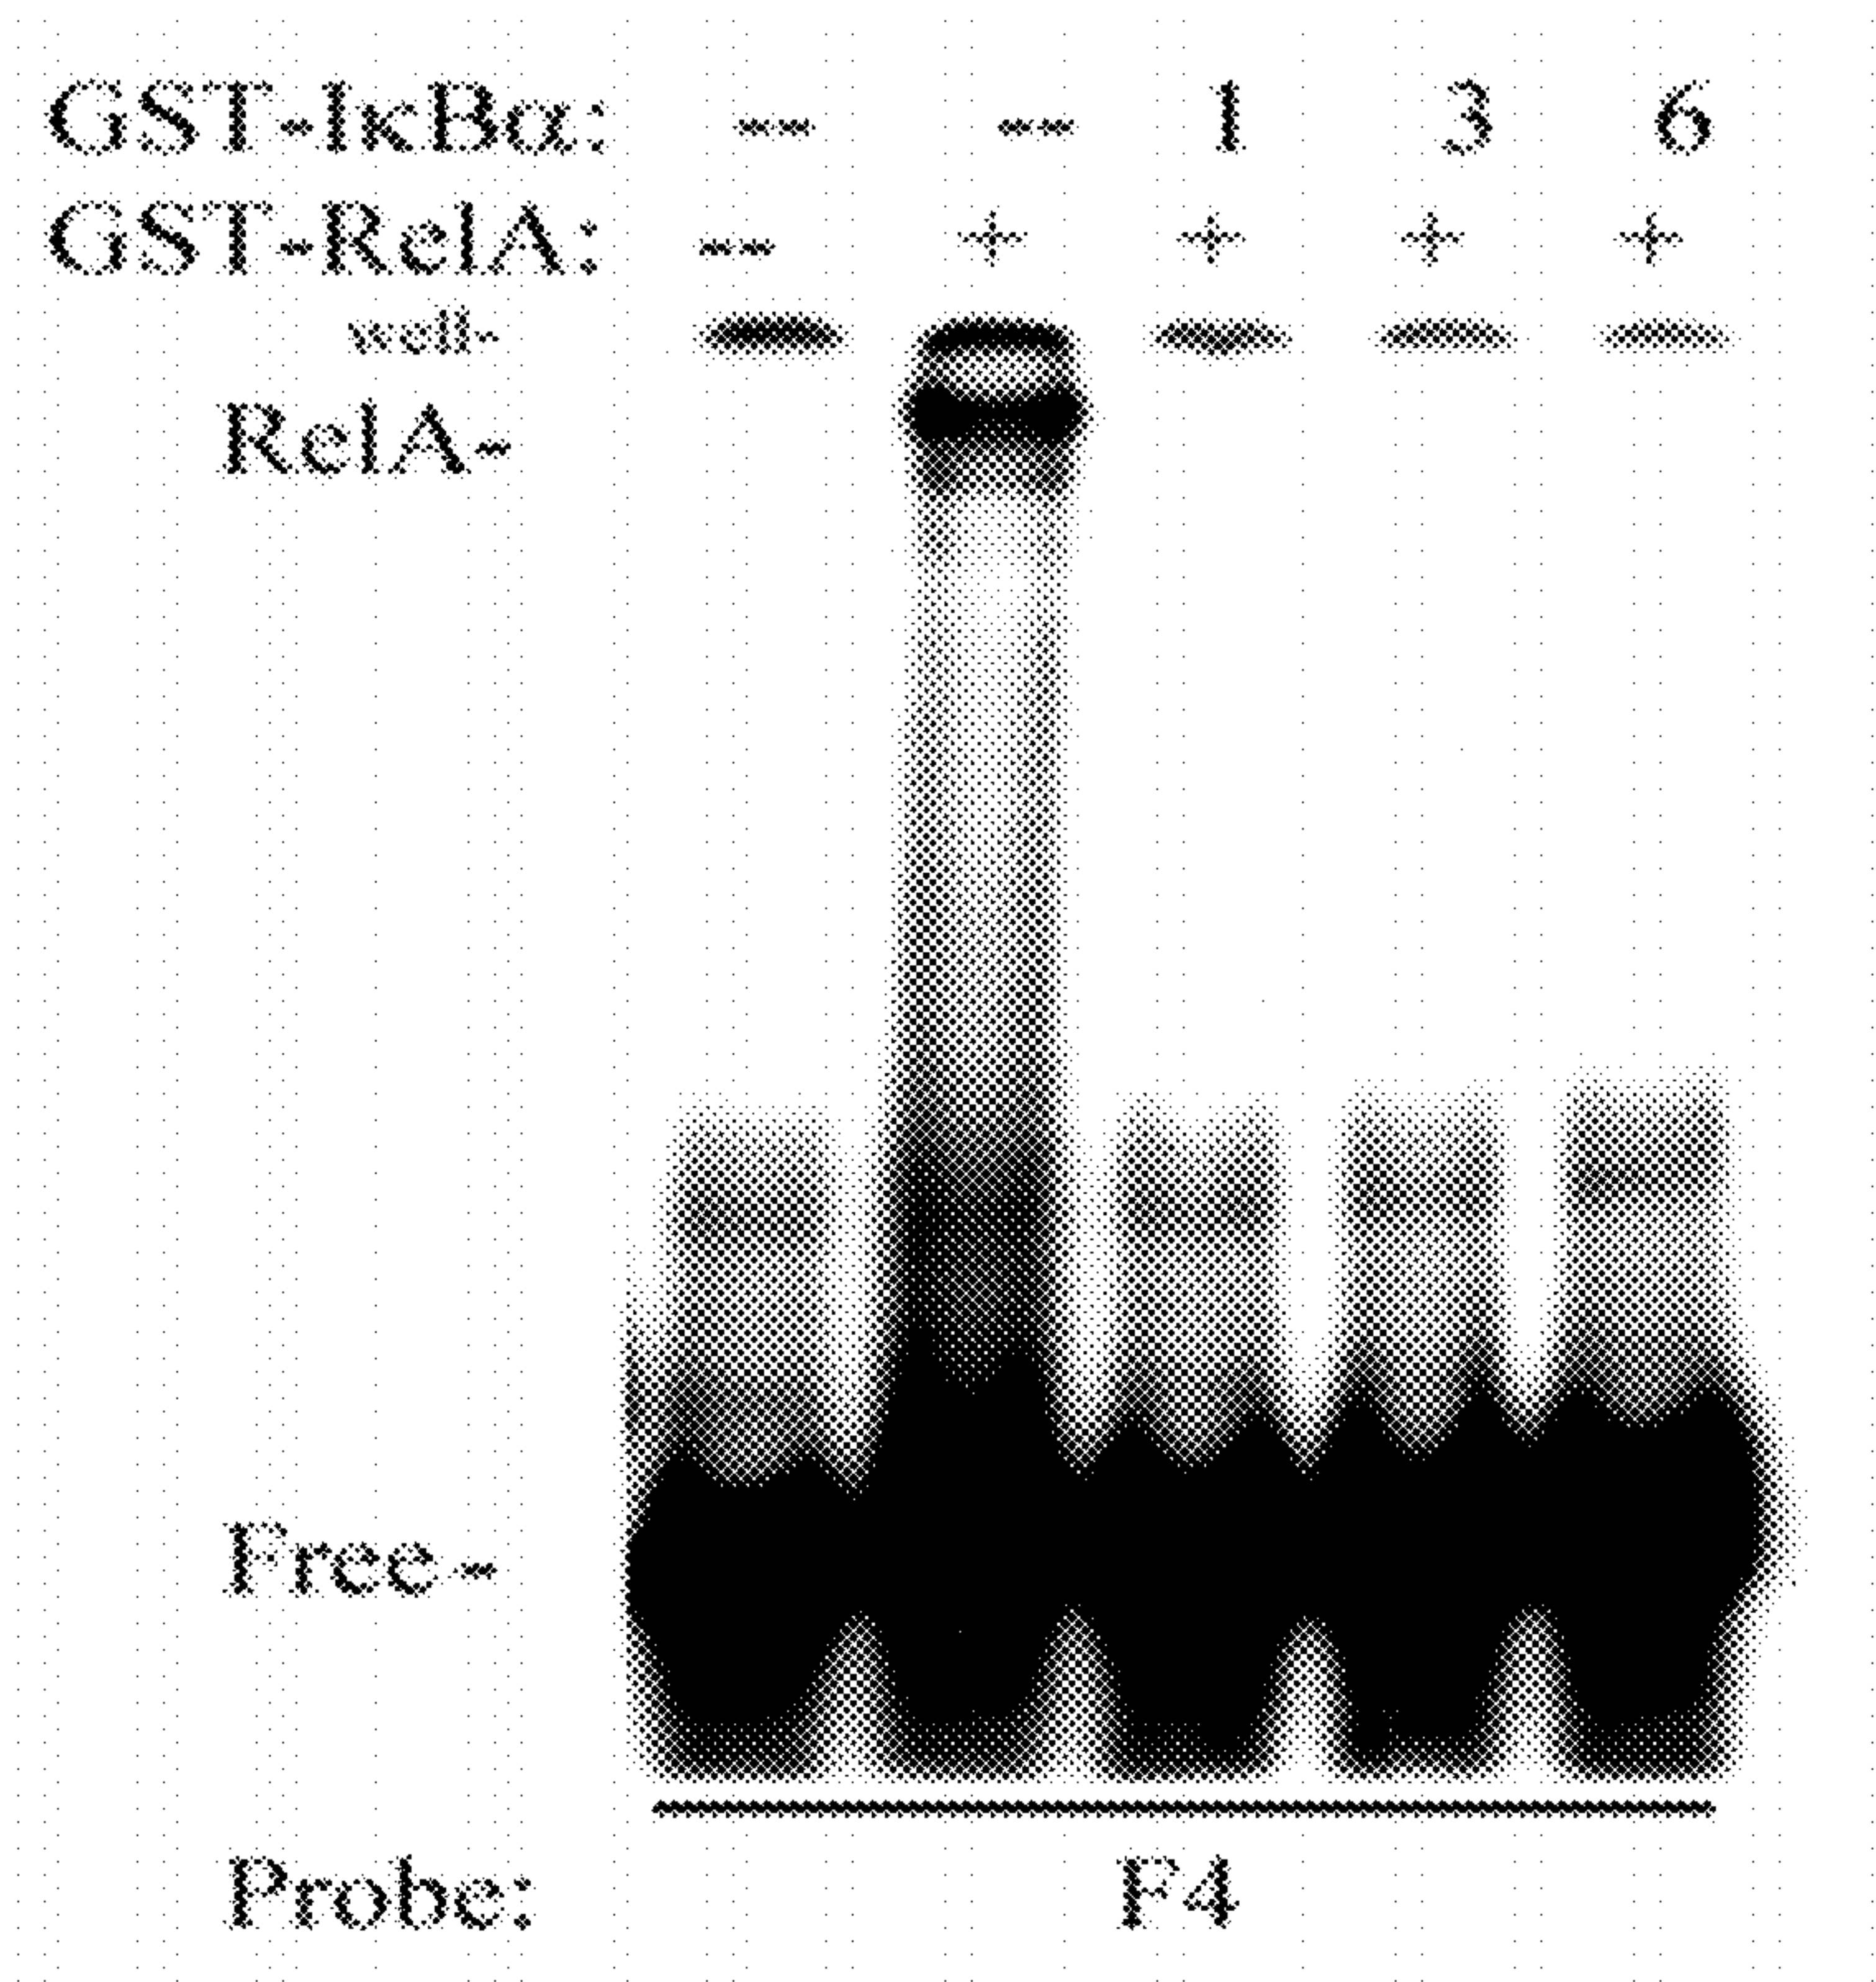 GST-IκBα: -- -- 1 3 6
GST-RelA: -- + + + +
well-
RelA-
Free-
Probe: F4